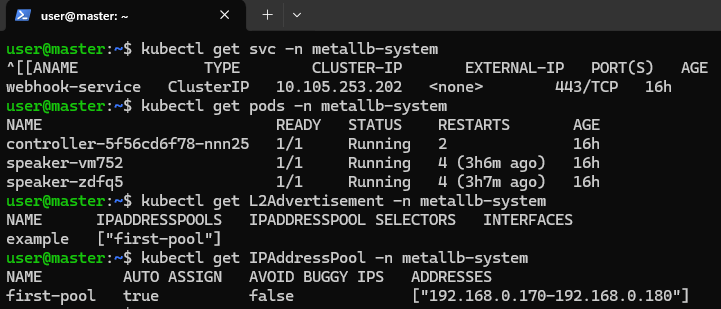 user@master: ~
user@master:~$ kubectl get svc -n metallb-system
^[[ANAME TYPE CLUSTER-IP EXTERNAL-IP PORT(S) AGE
webhook-service ClusterIP 10.105.253.202 <none> 443/TCP 16h
user@master:~$ kubectl get pods -n metallb-system
NAME READY STATUS RESTARTS AGE
controller-5f56cd6f78-nnn25 1/1 Running 2 16h
speaker-vm752 1/1 Running 4 (3h6m ago) 16h
speaker-zdfq5 1/1 Running 4 (3h7m ago) 16h
user@master:~$ kubectl get L2Advertisement -n metallb-system
NAME IPADDRESSPOOLS IPADDRESSPOOL SELECTORS INTERFACES
example ["first-pool"]
user@master:~$ kubectl get IPAddressPool -n metallb-system
NAME AUTO ASSIGN AVOID BUGGY IPS ADDRESSES
first-pool true false ["192.168.0.170-192.168.0.180"]